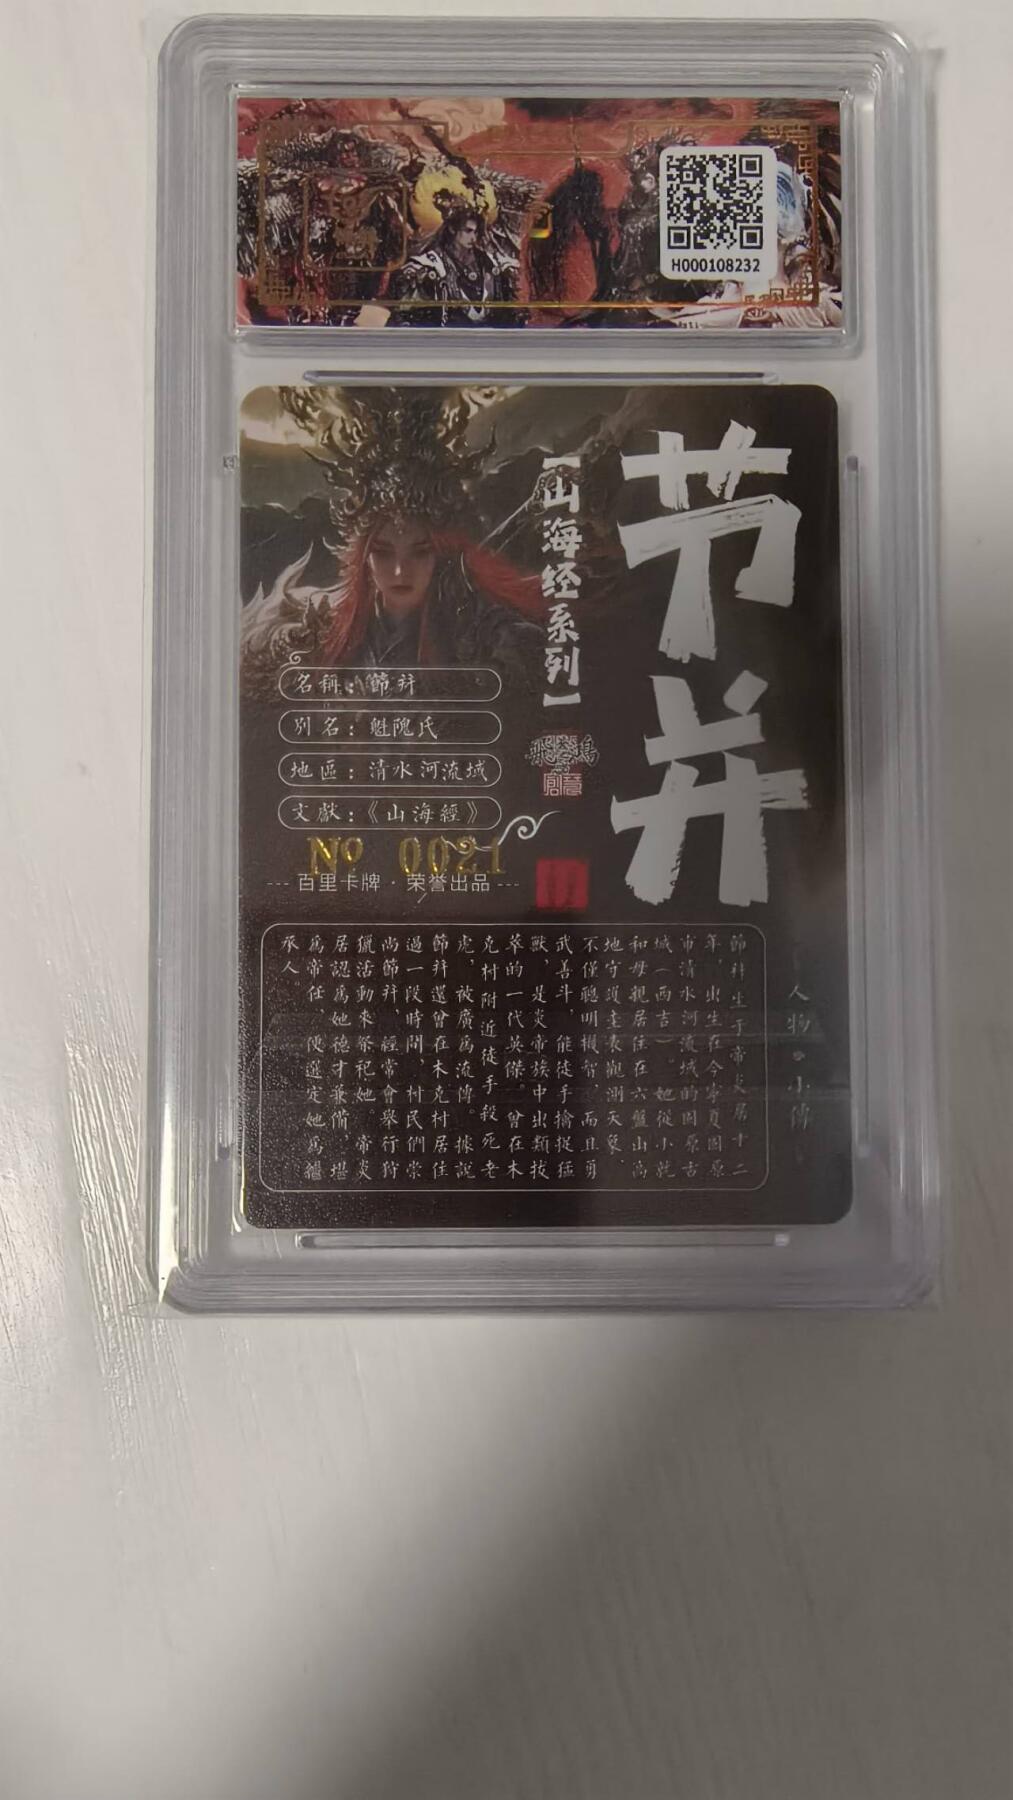 H000108232
节并
【山海经系列】
名稱：節并
別名：魁隗氏
地區：清水河流域
文獻：《山海經》
№ 0021
--- 百里卡牌 · 荣誉出品 ---
人物·小傳
節并生于帝炎居十二
年，出生在今寧夏固原
市清水河流域的固原古
城（西吉）。她從小就
和母親居住在六盤山高
地守護圭表觀測天象，
不僅聰明機智，而且勇
武善斗，能徒手擒捉猛
獸，是炎帝族中出類拔
萃的一代英傑。曾在木
克村附近徒手殺死老
虎，被廣爲流傳。據説
節并還曾在木克村居住
過一段時間，村民們崇
尚節并，經常會舉行狩
獵活動來祭祀她。帝炎
居認爲她德才兼備，堪
爲帝任，便選定她爲繼
承人。